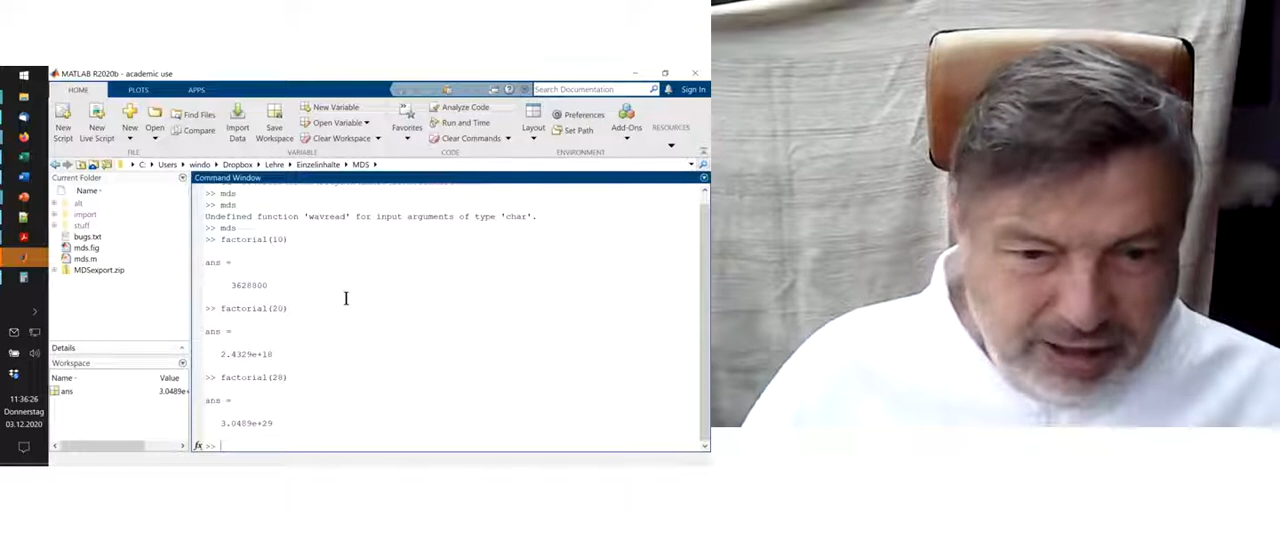 MATLAB R2020b - academic use
HOME PLOTS APPS Search Documentation Sign In
New Script
New Live Script
New
Open
Find Files
Compare
Import Data
Save Workspace
New Variable
Open Variable
Clear Workspace
Favorites
Analyze Code
Run and Time
Clear Commands
Layout
Preferences
Set Path
Add-Ons
RESOURCES
FILE VARIABLE CODE ENVIRONMENT
C: Users windo Dropbox Lehre Einzelinhalte MDS
Current Folder
Name
alt
import
stuff
bugs.txt
mds.fig
mds.m
MDSexport.zip
Details
Workspace
Name Value
ans 3.0489e+
Command Window
>> mds
>> mds
Undefined function 'wavread' for input arguments of type 'char'.
>> mds
>> factorial(10)
ans =
3628800
>> factorial(20)
ans =
2.4329e+18
>> factorial(28)
ans =
3.0489e+29
fx >>
11:36:26
Donnerstag
03.12.2020